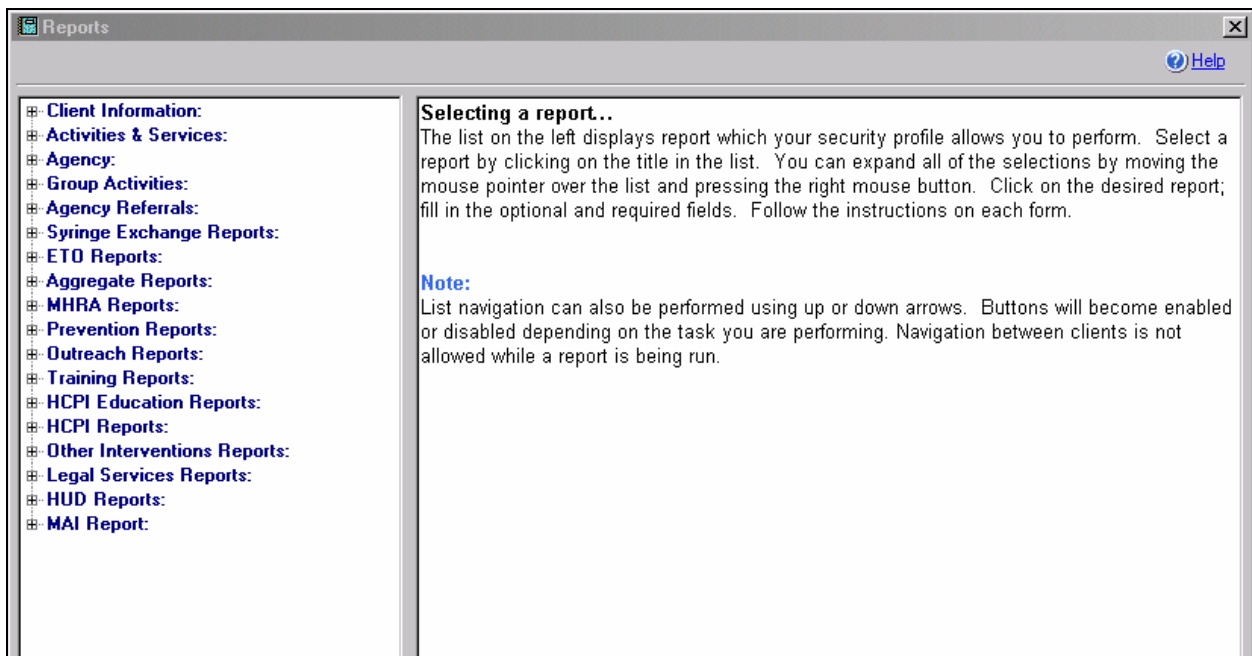 Reports
Help
Client Information:
Activities & Services:
Agency:
Group Activities:
Agency Referrals:
Syringe Exchange Reports:
ETO Reports:
Aggregate Reports:
MHRA Reports:
Prevention Reports:
Outreach Reports:
Training Reports:
HCPI Education Reports:
HCPI Reports:
Other Interventions Reports:
Legal Services Reports:
HUD Reports:
MAI Report:
Selecting a report...
The list on the left displays report which your security profile allows you to perform. Select a
report by clicking on the title in the list. You can expand all of the selections by moving the
mouse pointer over the list and pressing the right mouse button. Click on the desired report;
fill in the optional and required fields. Follow the instructions on each form.
Note:
List navigation can also be performed using up or down arrows. Buttons will become enabled
or disabled depending on the task you are performing. Navigation between clients is not
allowed while a report is being run.